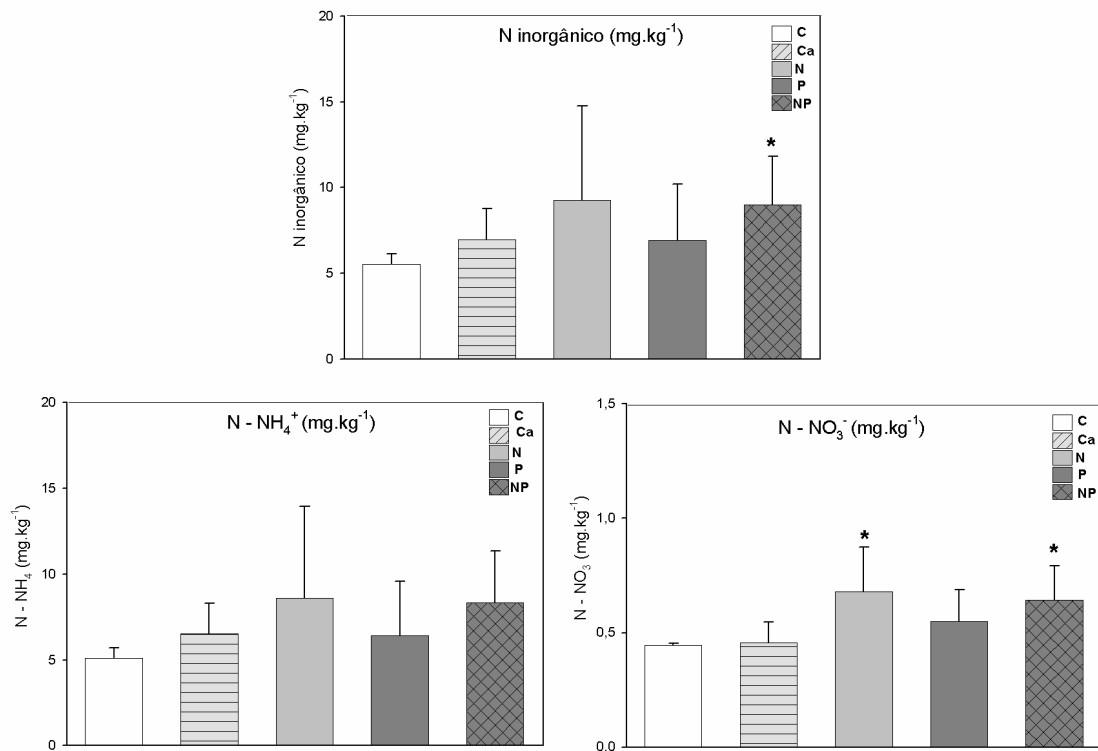 N inorgânico (mg.kg⁻¹)
C
Ca
N
P
NP
N inorgânico (mg.kg⁻¹)
20
15
10
5
0
*
N - NH₄⁺ (mg.kg⁻¹)
C
Ca
N
P
NP
N - NH₄ (mg.kg⁻¹)
20
15
10
5
0
N - NO₃⁻ (mg.kg⁻¹)
C
Ca
N
P
NP
N - NO₃ (mg.kg⁻¹)
1,5
1,0
0,5
0,0
*
*